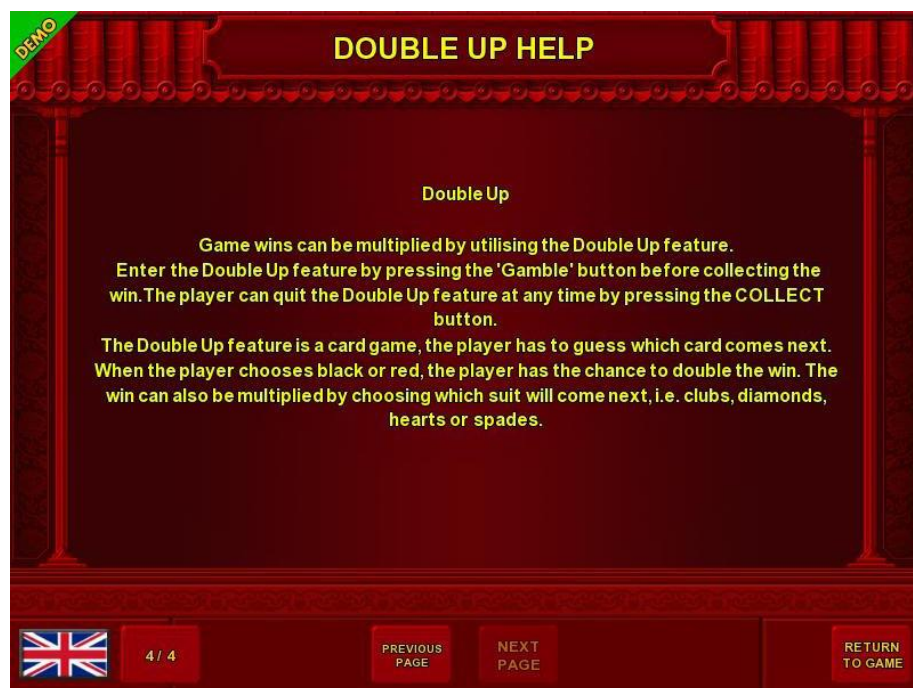 DEMO
DOUBLE UP HELP
Double Up
Game wins can be multiplied by utilising the Double Up feature.
Enter the Double Up feature by pressing the 'Gamble' button before collecting the
win.The player can quit the Double Up feature at any time by pressing the COLLECT
button.
The Double Up feature is a card game, the player has to guess which card comes next.
When the player chooses black or red, the player has the chance to double the win. The
win can also be multiplied by choosing which suit will come next, i.e. clubs, diamonds,
hearts or spades.
4/ 4
PREVIOUS
PAGE
NEXT
PAGE
RETURN
TO GAME